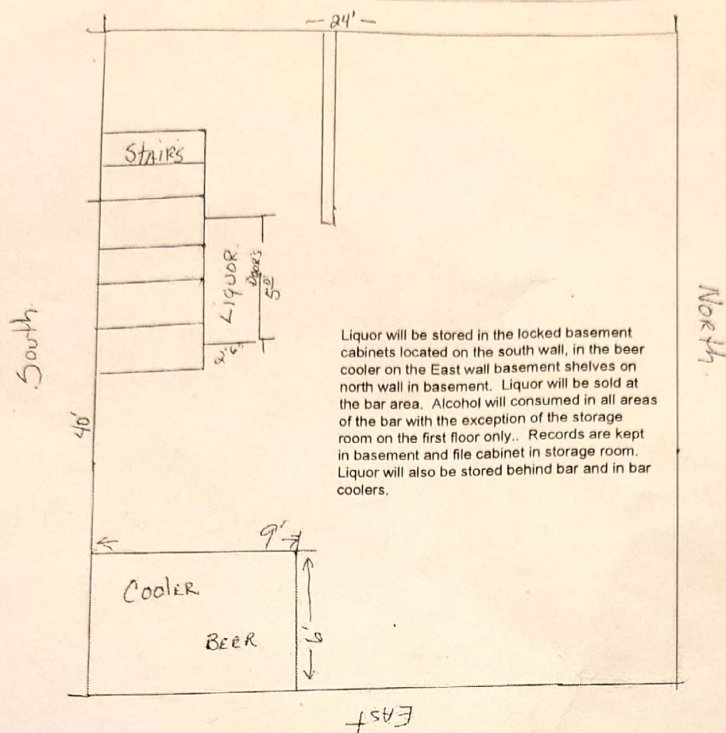 24'
STAIRS
LIQUOR
DOORS
5'0"
2'6"
South
North
40'
Liquor will be stored in the locked basement
cabinets located on the south wall, in the beer
cooler on the East wall basement shelves on
north wall in basement. Liquor will be sold at
the bar area. Alcohol will consumed in all areas
of the bar with the exception of the storage
room on the first floor only.. Records are kept
in basement and file cabinet in storage room.
Liquor will also be stored behind bar and in bar
coolers.
9'
COOLER
BEER
6'
EAST